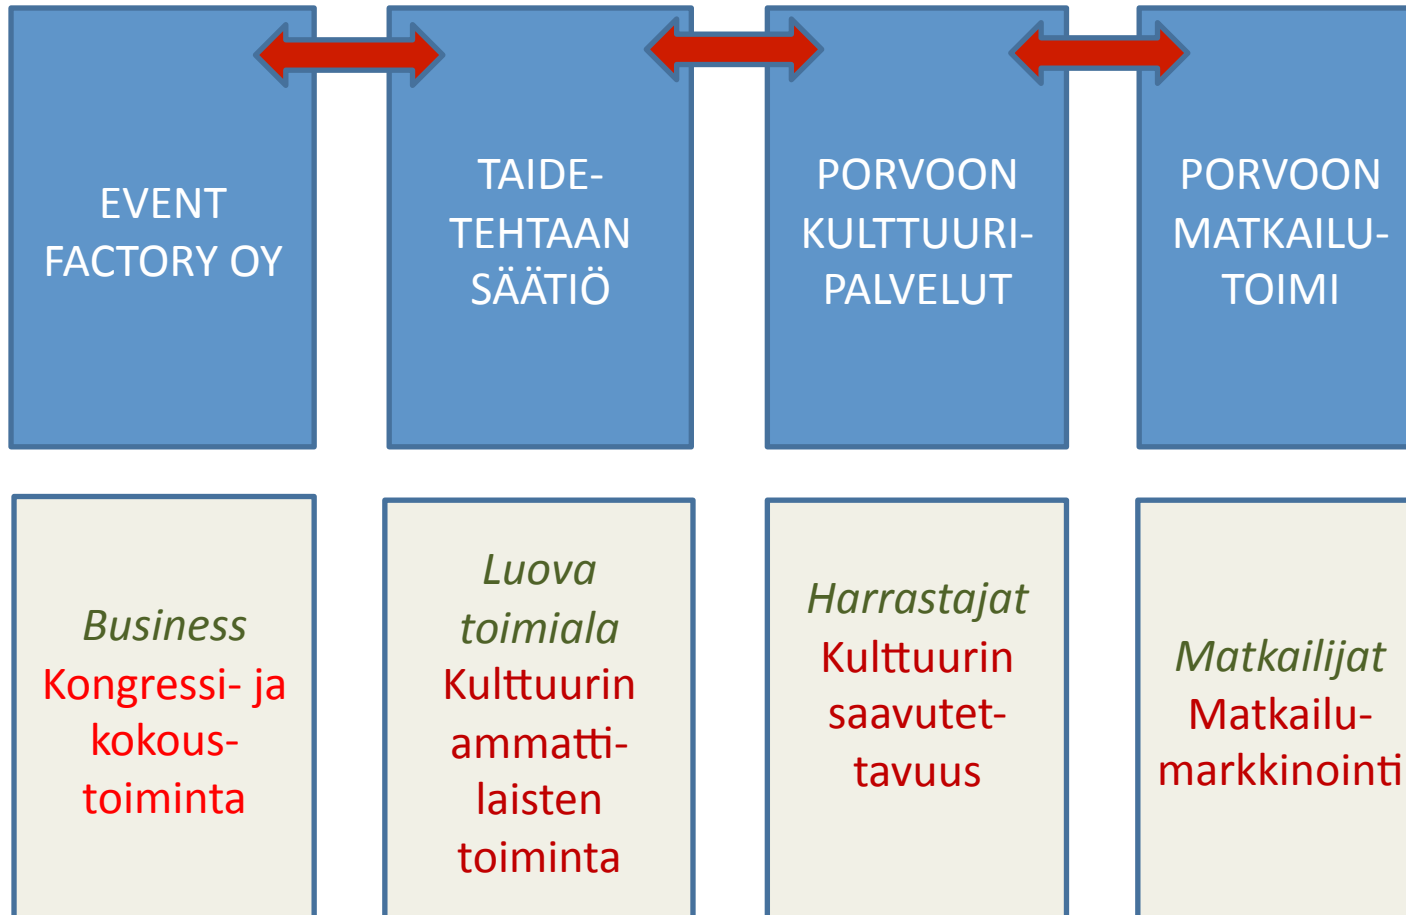 EVENT
FACTORY OY
TAIDE-
TEHTAAN
SÄÄTIÖ
PORVOON
KULTTUURI-
PALVELUT
PORVOON
MATKAILU-
TOIMI
Business
Kongressi- ja
kokous-
toiminta
Luova
toimiala
Kulttuurin
ammatti-
laisten
toiminta
Harrastajat
Kulttuurin
saavutet-
tavuus
Matkailijat
Matkailu-
markkinointi